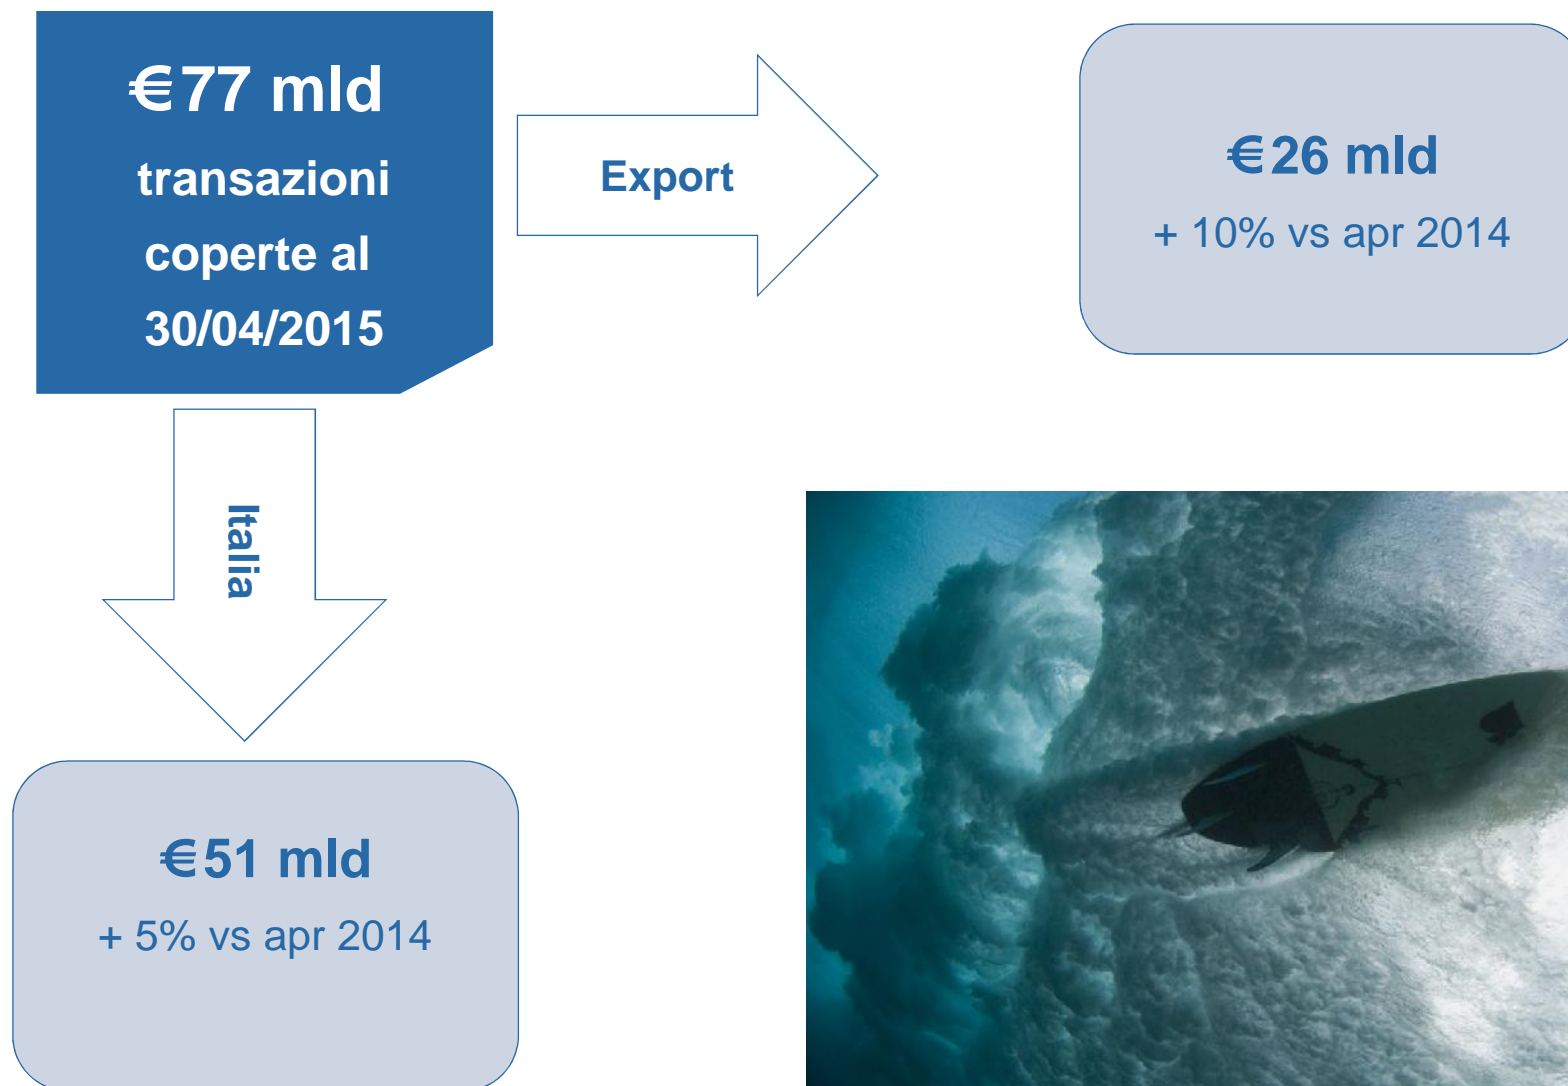 €77 mld
transazioni
coperte al
30/04/2015
Export
€26 mld
+ 10% vs apr 2014
Italia
€51 mld
+ 5% vs apr 2014